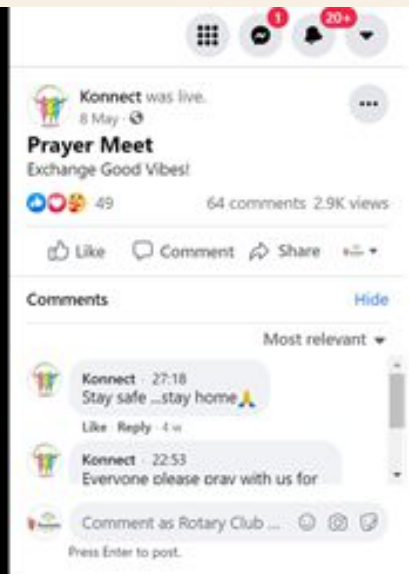 1
20+
Konnect was live.
8 May ·
Prayer Meet
Exchange Good Vibes!
49 64 comments 2.9K views
Like Comment Share
Comments Hide
Most relevant
Konnect · 27:18
Stay safe ...stay home🙏
Like · Reply · 4 w
Konnect · 22:53
Everyone please pray with us for
Comment as Rotary Club ...
Press Enter to post.